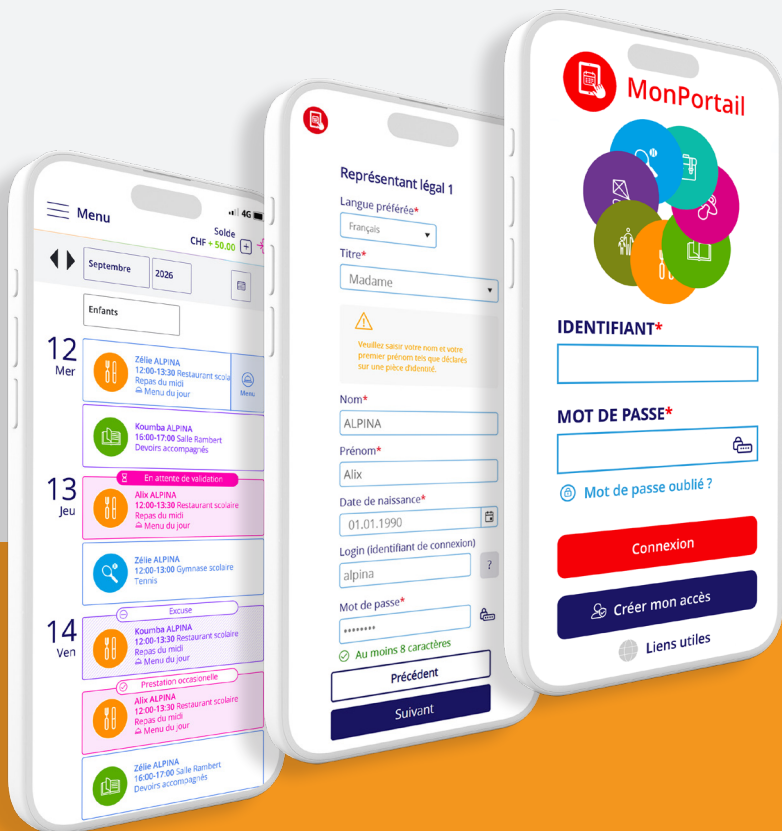 Menu
4G
Solde
CHF + 50.00
Septembre
2026
Enfants
12
Mer
Zélie ALPINA
12:00-13:30 Restaurant scola
Repas du midi
Menu du jour
Menu
Koumba ALPINA
16:00-17:00 Salle Rambert
Devoirs accompagnés
13
Jeu
En attente de validation
Alix ALPINA
12:00-13:30 Restaurant scolaire
Repas du midi
Menu du jour
Zélie ALPINA
12:00-13:00 Gymnase scolaire
Tennis
14
Ven
Excuse
Koumba ALPINA
12:00-13:30 Restaurant scolaire
Repas du midi
Menu du jour
Prestation occasionelle
Alix ALPINA
12:00-13:30 Restaurant scolaire
Repas du midi
Menu du jour
Zélie ALPINA
16:00-17:00 Salle Rambert
Devoirs accompagnés
Représentant légal 1
Langue préférée*
Français
Titre*
Madame
Veuillez saisir votre nom et votre
premier prénom tels que déclarés
sur une pièce d'identité.
Nom*
ALPINA
Prénom*
Alix
Date de naissance*
01.01.1990
Login (identifiant de connexion)
alpina
?
Mot de passe*
••••••••
Au moins 8 caractères
Précédent
Suivant
MonPortail
IDENTIFIANT*
MOT DE PASSE*
Mot de passe oublié ?
Connexion
Créer mon accès
Liens utiles